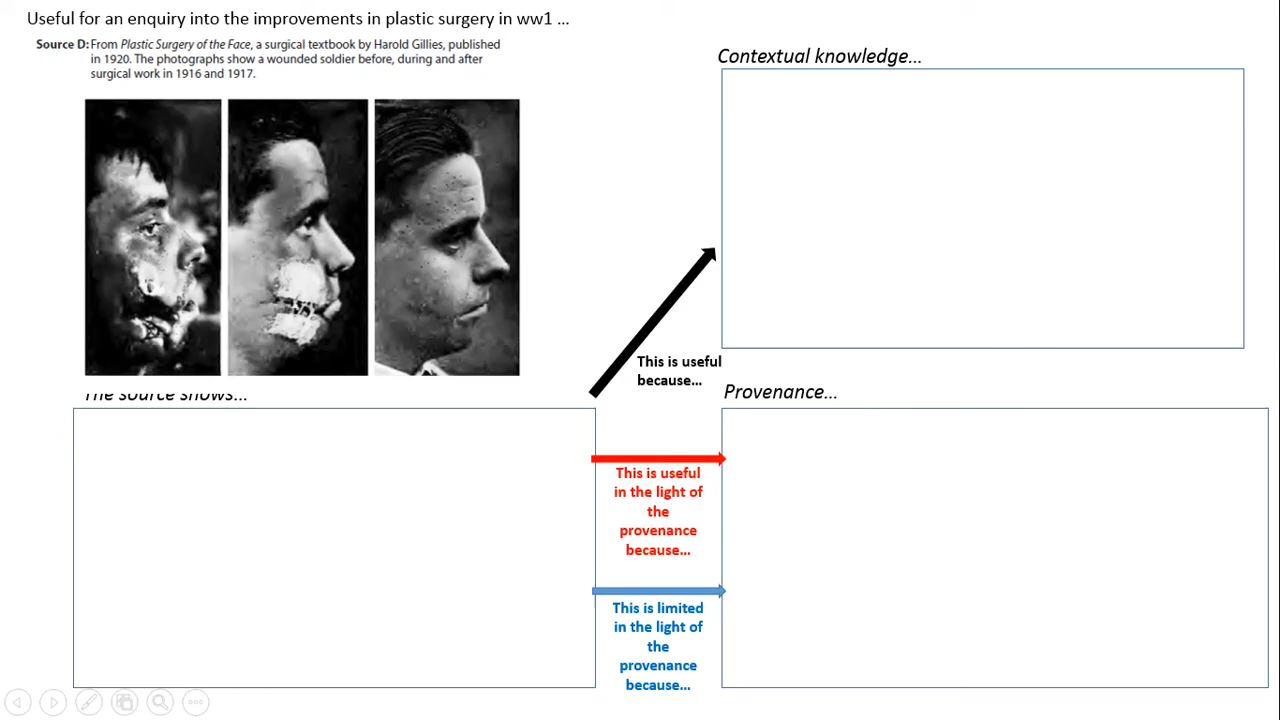 Useful for an enquiry into the improvements in plastic surgery in ww1 ...
Source D: From Plastic Surgery of the Face, a surgical textbook by Harold Gillies, published
in 1920. The photographs show a wounded soldier before, during and after
surgical work in 1916 and 1917.
Contextual knowledge...
This is useful
because...
The source shows...
Provenance...
This is useful
in the light of
the
provenance
because...
This is limited
in the light of
the
provenance
because...